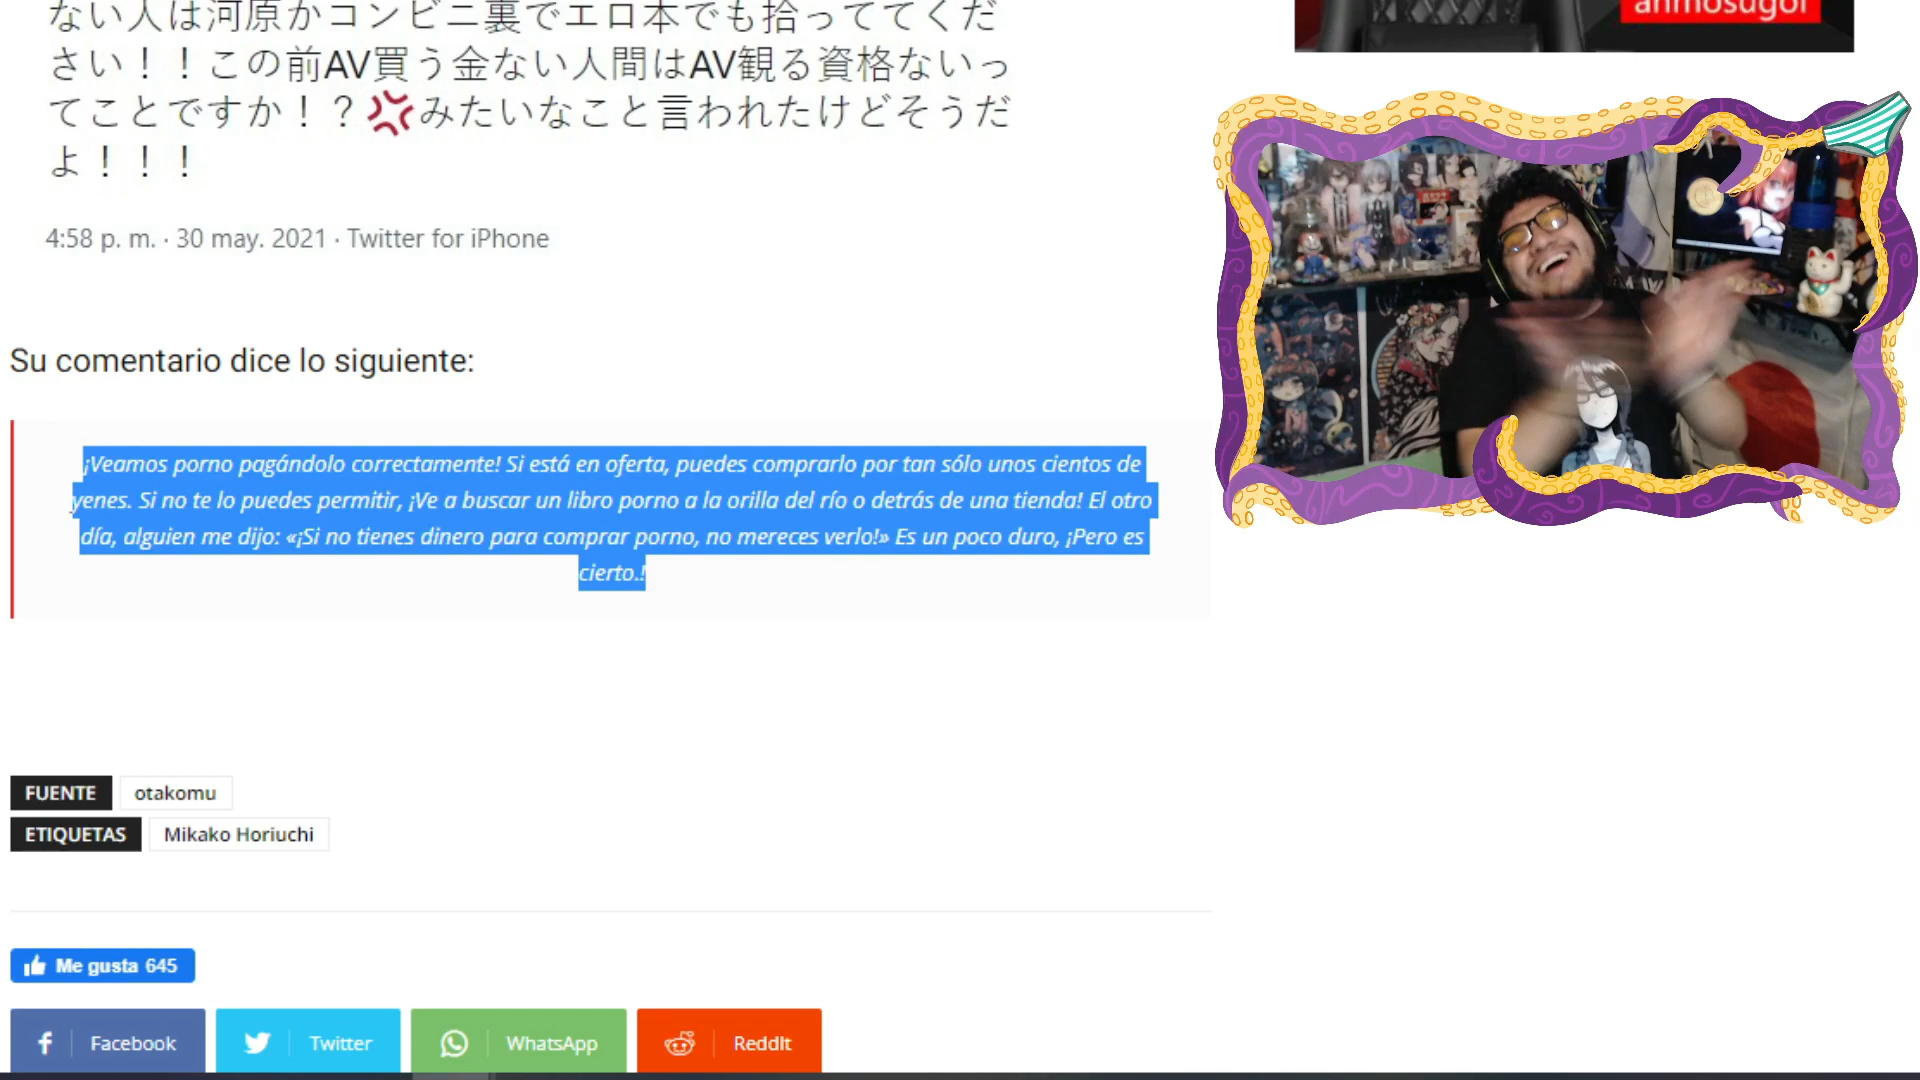 ない人は河原かコンビニ裏でエロ本でも拾っててくだ
さい！！この前AV買う金ない人間はAV観る資格ないっ
てことですか！？💢みたいなこと言われたけどそうだ
よ！！！
4:58 p. m. · 30 may. 2021 · Twitter for iPhone
Su comentario dice lo siguiente:
¡Veamos porno pagándolo correctamente! Si está en oferta, puedes comprarlo por tan sólo unos cientos de
yenes. Si no te lo puedes permitir, ¡Ve a buscar un libro porno a la orilla del río o detrás de una tienda! El otro
día, alguien me dijo: «¡Si no tienes dinero para comprar porno, no mereces verlo!» Es un poco duro, ¡Pero es
cierto.!
FUENTE otakomu
ETIQUETAS Mikako Horiuchi
Me gusta 645
Facebook Twitter WhatsApp ReddIt